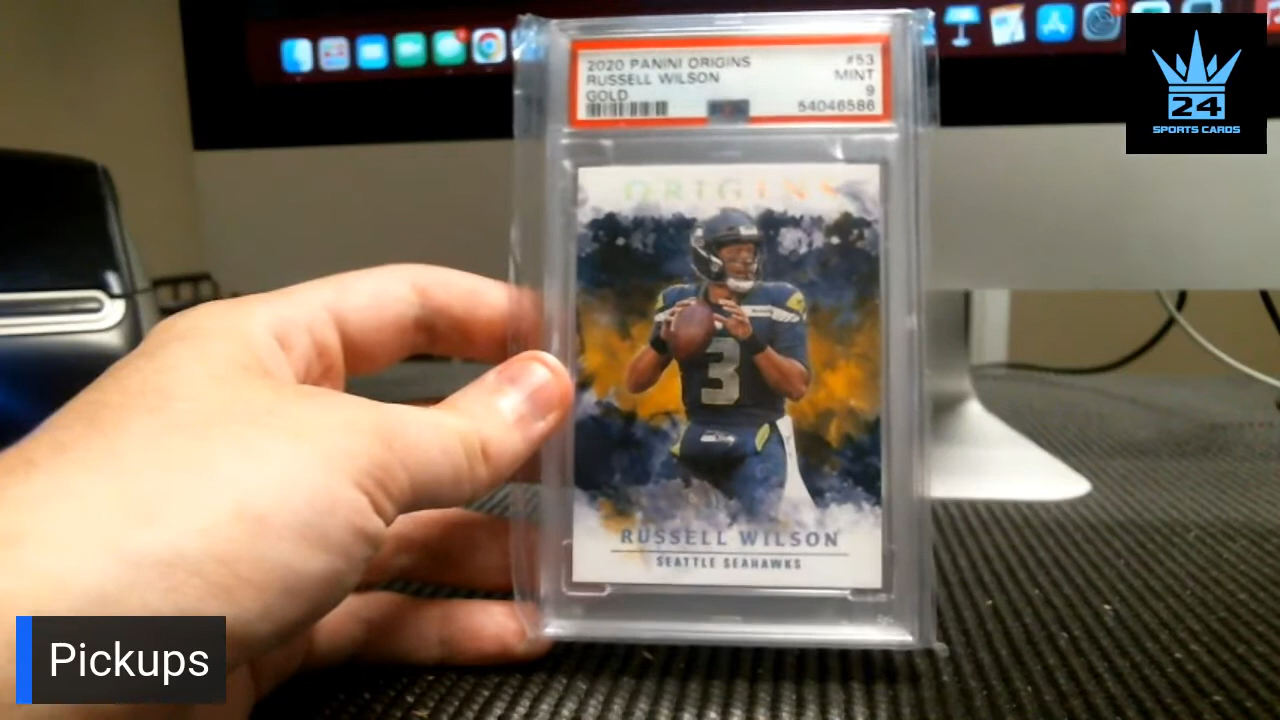 2020 PANINI ORIGINS #53
RUSSELL WILSON MINT
GOLD 9
54046586
ORIGINS
3
RUSSELL WILSON
SEATTLE SEAHAWKS
24
SPORTS CARDS
Pickups